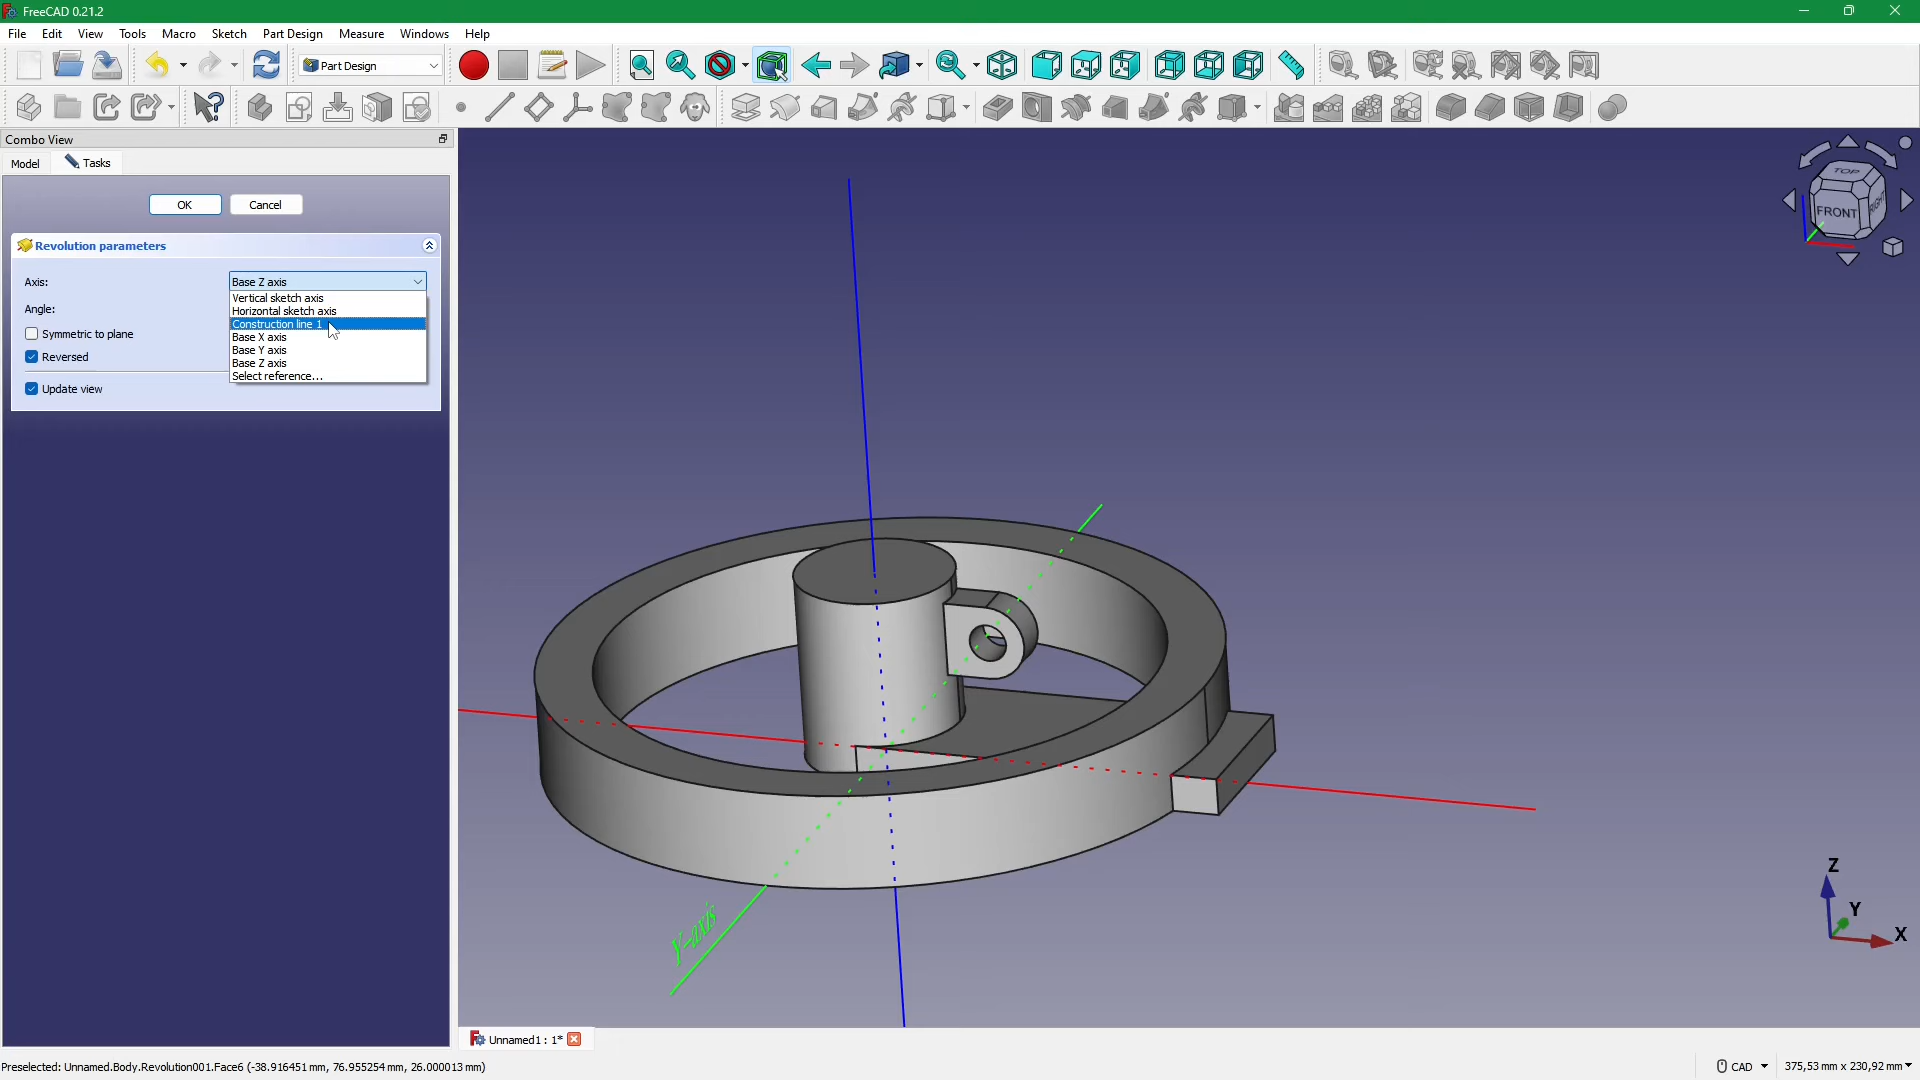 FreeCAD 0.21.2
File Edit View Tools Macro Sketch Part Design Measure Windows Help
Part Design
Combo View
Model Tasks
OK Cancel
Revolution parameters
Axis: Base Z axis
Vertical sketch axis
Angle:
Horizontal sketch axis
Construction line 1
Symmetric to plane
Base X axis
Base Y axis
Reversed
Base Z axis
Select reference...
Update view
TOP
FRONT
RIGHT
Y-axis
Z
Y
X
Unnamed1 : 1*
Preselected: Unnamed.Body.Revolution001.Face6 (-38.916451 mm, 76.955254 mm, 26.000013 mm)
CAD 375,53 mm x 230,92 mm